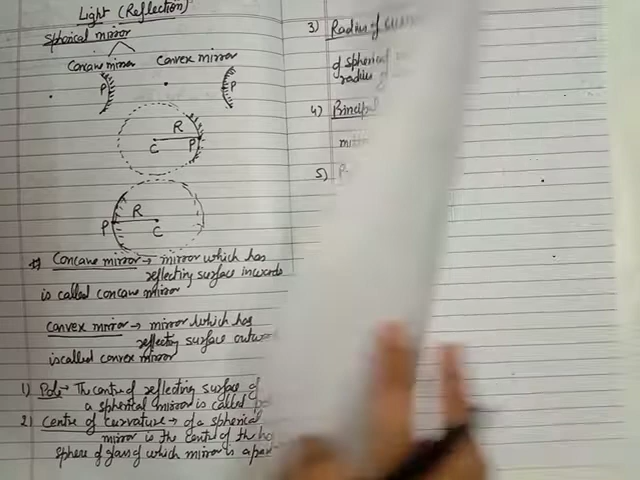 Light (Reflection)
Spherical mirror
Concave mirror Convex mirror
P P
R
C P
R
P C
Concave mirror → mirror which has
reflecting surface inwards
is called concave mirror
Convex mirror → mirror which has
reflecting surface
is called convex mirror
1) Pole → The centre of reflecting surface of
a spherical mirror is called
2) Centre of curvature → of a spherical
mirror is the centre of the
sphere of glass of which mirror is a
3) Radius of
of spherical
radius
4)
5)